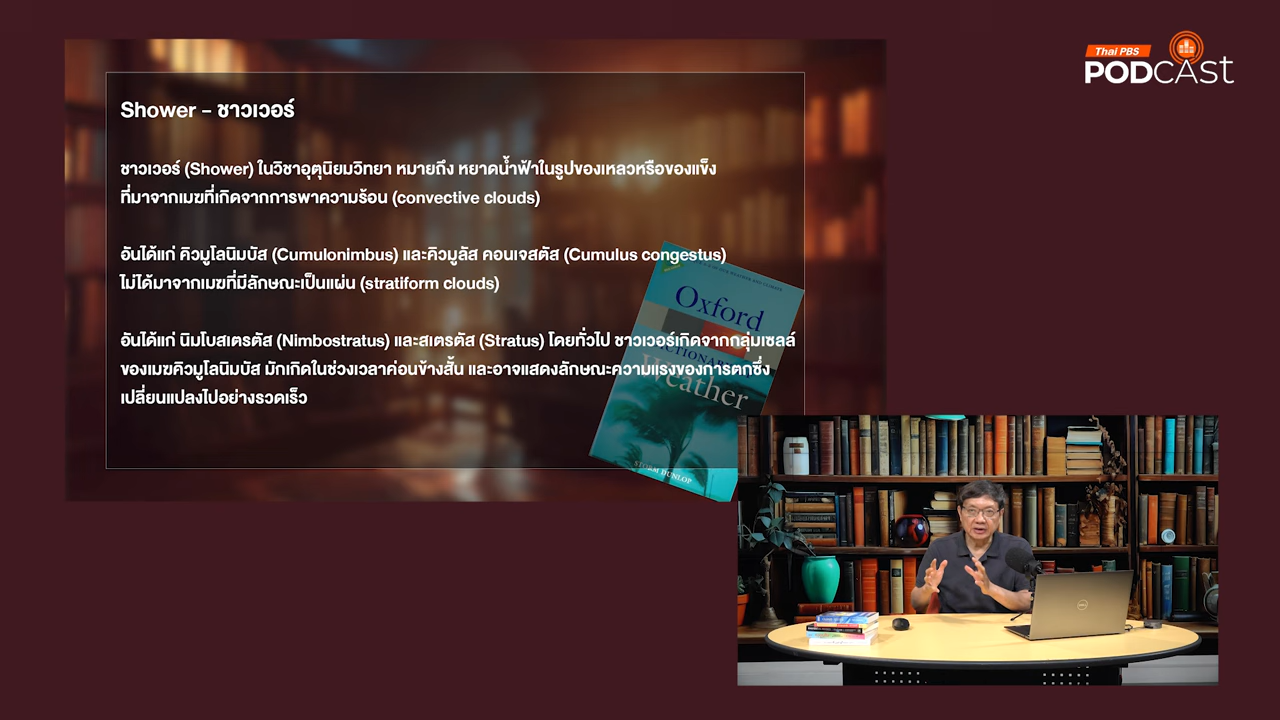 Thai PBS
PODCAST
Shower – ชาวเวอร์
ชาวเวอร์ (Shower) ในวิชาอุตุนิยมวิทยา หมายถึง หยาดน้ำฟ้าในรูปของเหลวหรือของแข็ง
ที่มาจากเมฆที่เกิดจากการพาความร้อน (convective clouds)
อันได้แก่ คิวมูโลนิมบัส (Cumulonimbus) และคิวมูลัส คอนเจสตัส (Cumulus congestus)
ไม่ได้มาจากเมฆที่มีลักษณะเป็นแผ่น (stratiform clouds)
อันได้แก่ นิมโบสเตรตัส (Nimbostratus) และสเตรตัส (Stratus) โดยทั่วไป ชาวเวอร์เกิดจากกลุ่มเซลล์
ของเมฆคิวมูโลนิมบัส มักเกิดในช่วงเวลาค่อนข้างสั้น และอาจแสดงลักษณะความแรงของการตกซึ่ง
เปลี่ยนแปลงไปอย่างรวดเร็ว
Oxford
Weather
STORM DUNLOP